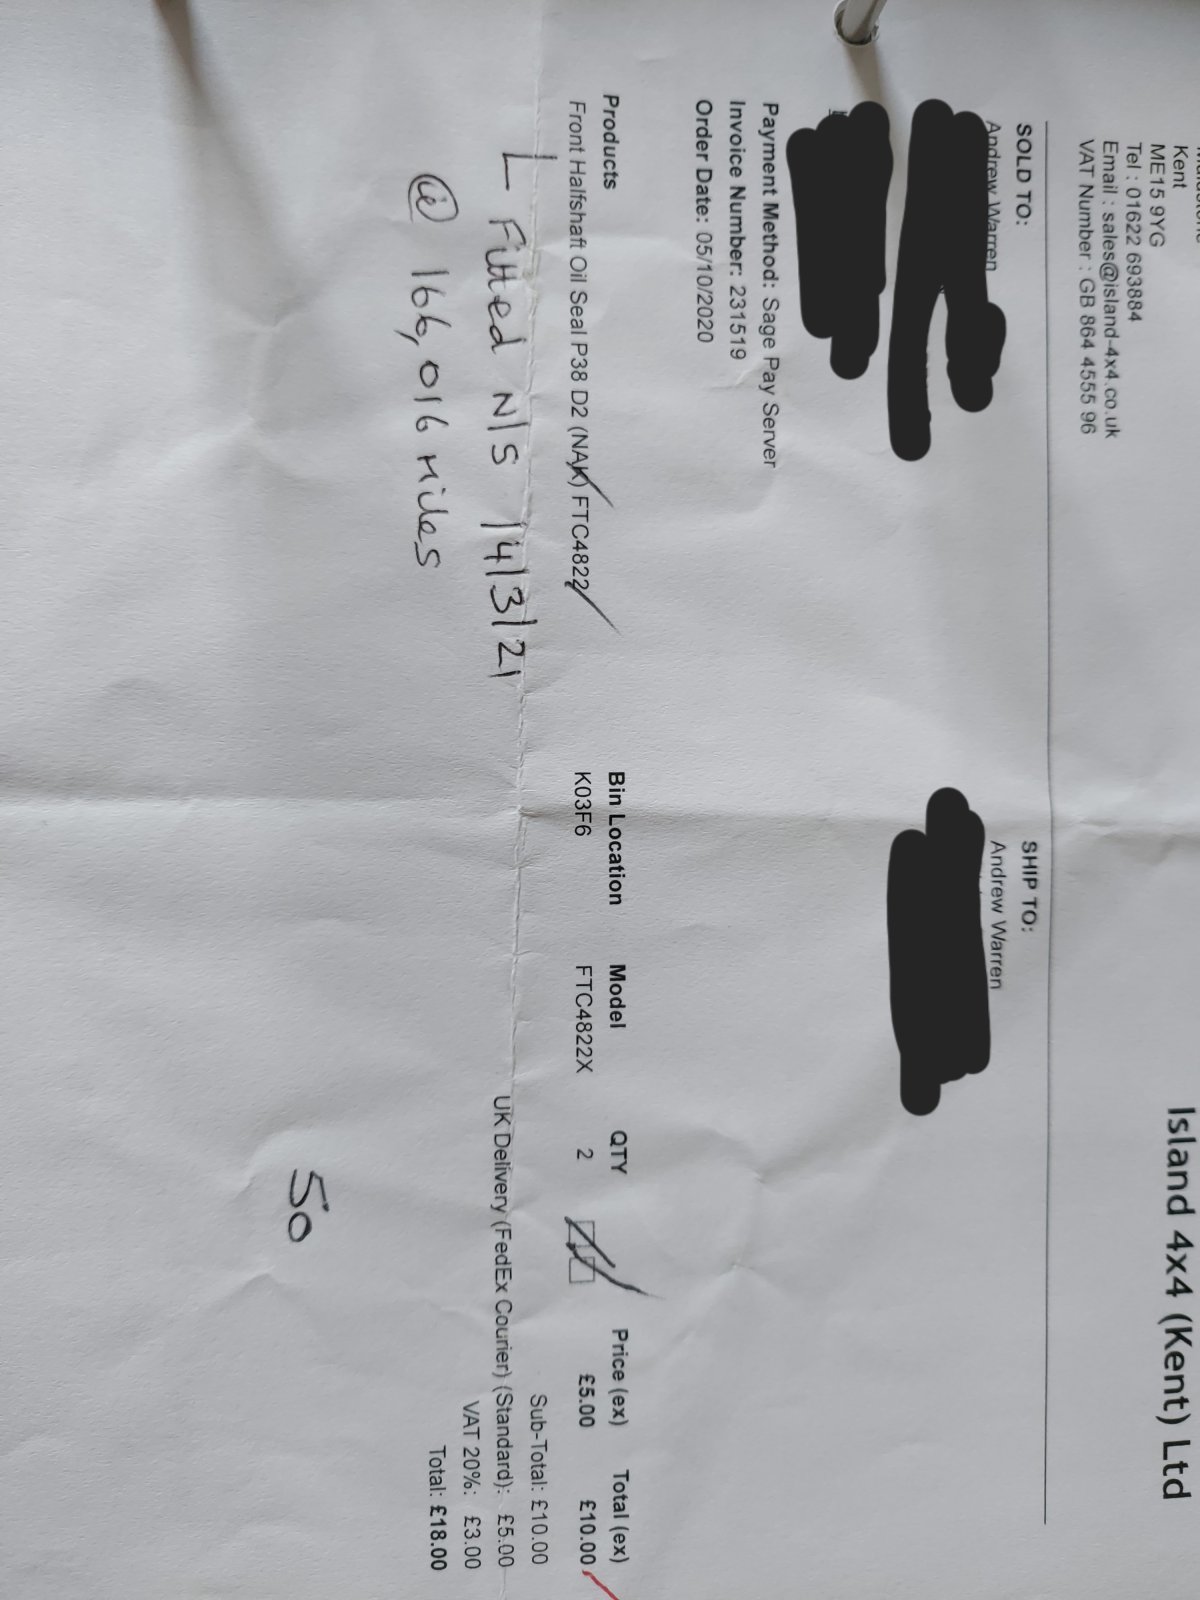 Island 4x4 (Kent) Ltd
Kent
ME15 9YG
Tel : 01622 693884
Email : sales@island-4x4.co.uk
VAT Number : GB 864 4555 96
SOLD TO:
Andrew Warren
SHIP TO:
Andrew Warren
Payment Method: Sage Pay Server
Invoice Number: 231519
Order Date: 05/10/2020
Products Bin Location Model QTY Price (ex) Total (ex)
Front Halfshaft Oil Seal P38 D2 (NAK) FTC4822 K03F6 FTC4822X 2 £5.00 £10.00
Sub-Total: £10.00
UK Delivery (FedEx Courier) (Standard): £5.00
VAT 20%: £3.00
Total: £18.00
Fitted N/S 14/3/21
@ 166,016 Miles
50